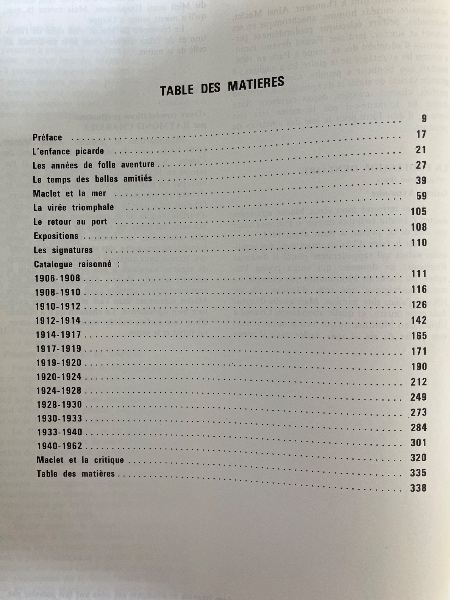 TABLE DES MATIERES
Préface ........ 9
L'enfance picarde ........ 17
Les années de folle aventure ........ 21
Le temps des belles amitiés ........ 27
Maclet et la mer ........ 39
La virée triomphale ........ 59
Le retour au port ........ 105
Expositions ........ 108
Les signatures ........ 110
Catalogue raisonné :
1906-1908 ........ 111
1908-1910 ........ 116
1910-1912 ........ 126
1912-1914 ........ 142
1914-1917 ........ 165
1917-1919 ........ 171
1919-1920 ........ 190
1920-1924 ........ 212
1924-1928 ........ 249
1928-1930 ........ 273
1930-1933 ........ 284
1933-1940 ........ 301
1940-1962 ........ 320
Maclet et la critique ........ 335
Table des matières ........ 338